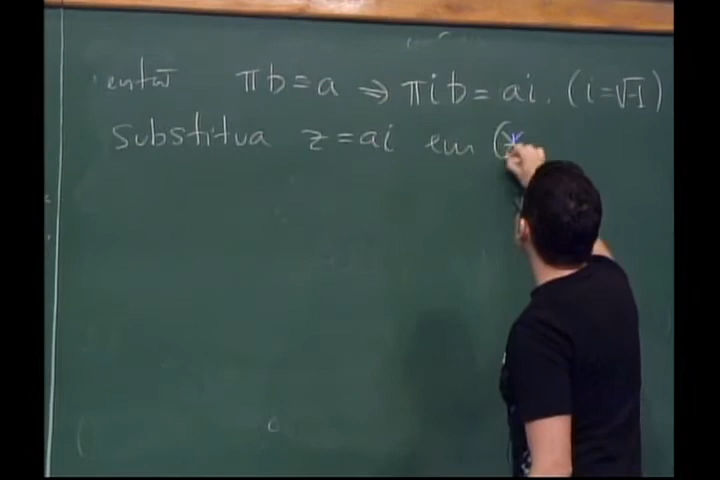 então πb = a ⇒ πib = ai. (i=√-1)
substitua z = ai em (*